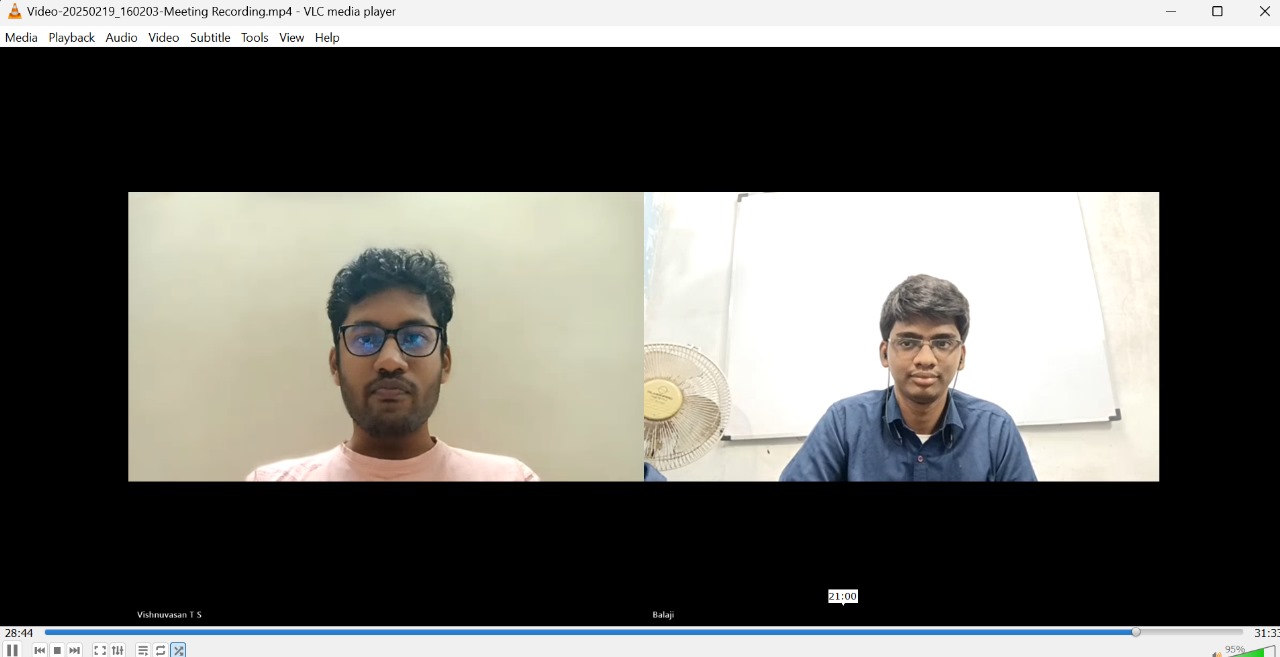 Video-20250219_160203-Meeting Recording.mp4 - VLC media player
Media Playback Audio Video Subtitle Tools View Help
21:00
Vishnuvasan T S
Balaji
28:44
31:33
95%